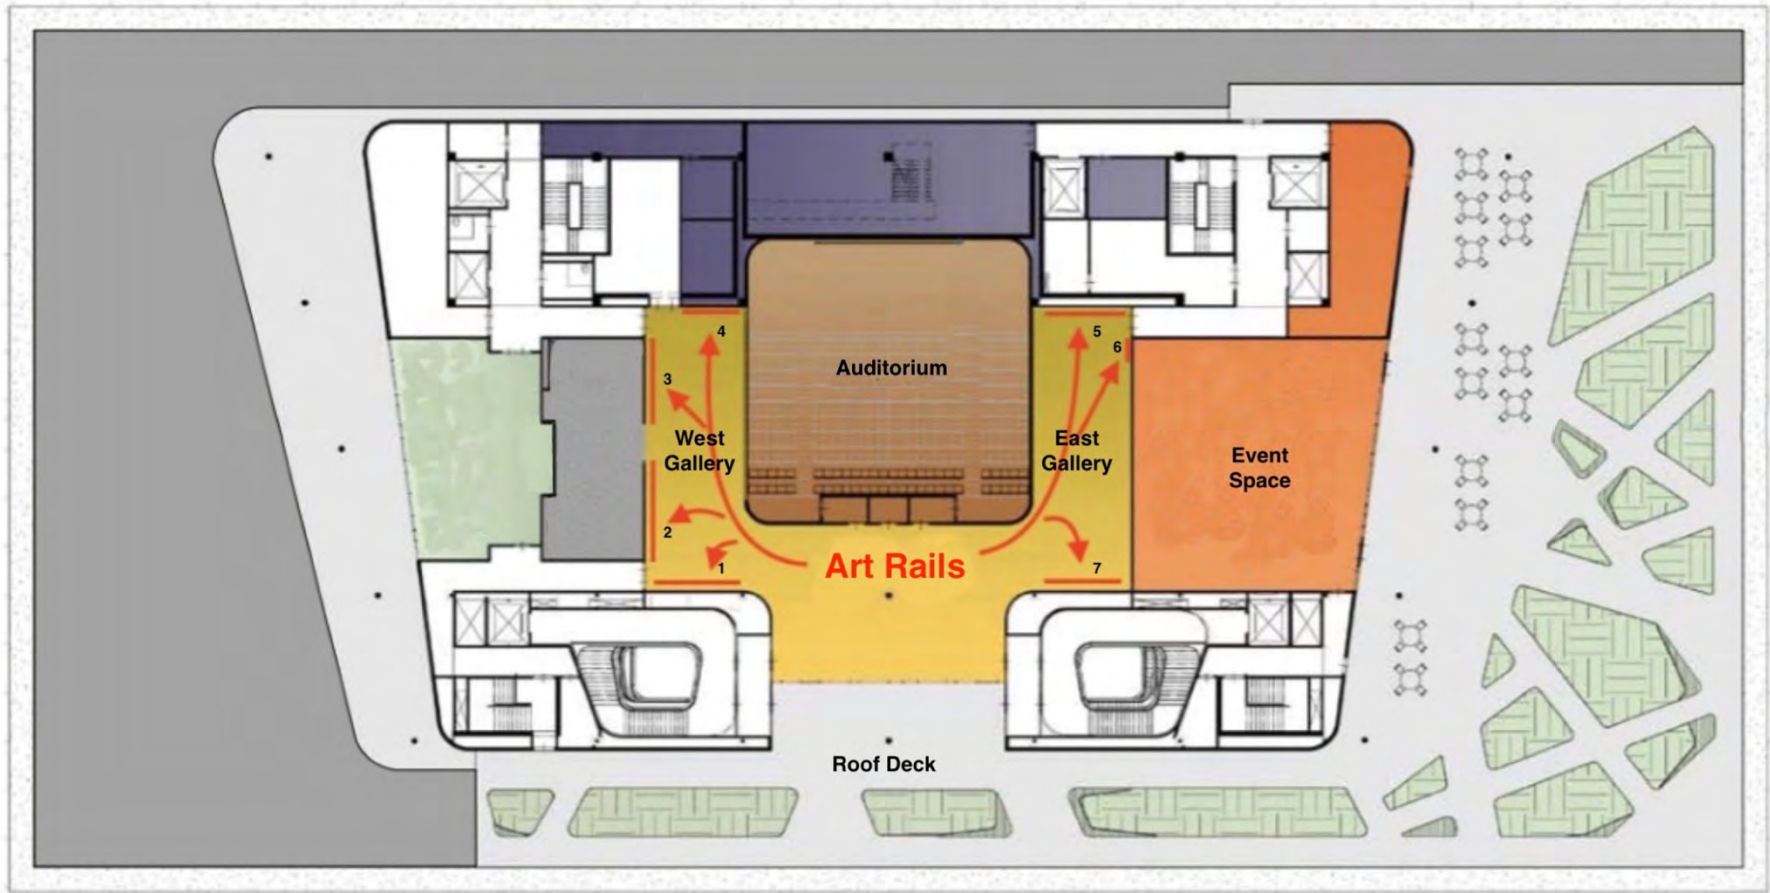 4
5
6
Auditorium
3
West
Gallery
East
Gallery
Event
Space
2
Art Rails
1
7
Roof Deck